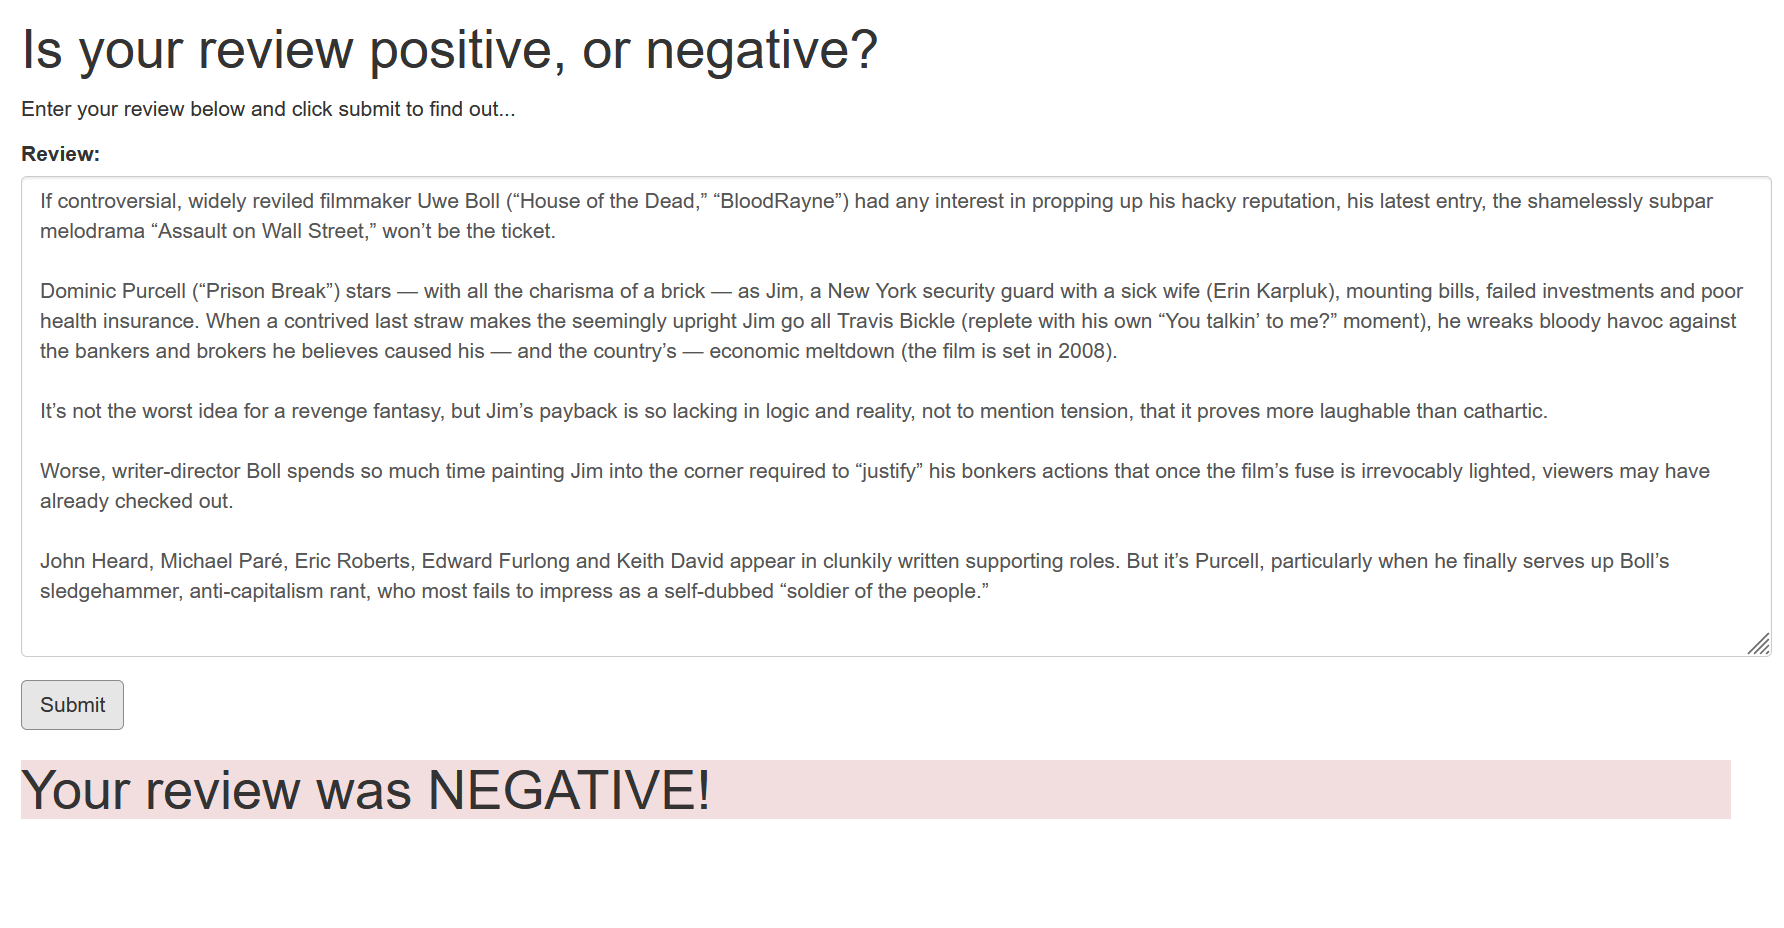 Is your review positive, or negative?
Enter your review below and click submit to find out...
Review:
If controversial, widely reviled filmmaker Uwe Boll (“House of the Dead,” “BloodRayne”) had any interest in propping up his hacky reputation, his latest entry, the shamelessly subpar
melodrama “Assault on Wall Street,” won’t be the ticket.
Dominic Purcell (“Prison Break”) stars — with all the charisma of a brick — as Jim, a New York security guard with a sick wife (Erin Karpluk), mounting bills, failed investments and poor
health insurance. When a contrived last straw makes the seemingly upright Jim go all Travis Bickle (replete with his own “You talkin’ to me?” moment), he wreaks bloody havoc against
the bankers and brokers he believes caused his — and the country’s — economic meltdown (the film is set in 2008).
It’s not the worst idea for a revenge fantasy, but Jim’s payback is so lacking in logic and reality, not to mention tension, that it proves more laughable than cathartic.
Worse, writer-director Boll spends so much time painting Jim into the corner required to “justify” his bonkers actions that once the film’s fuse is irrevocably lighted, viewers may have
already checked out.
John Heard, Michael Paré, Eric Roberts, Edward Furlong and Keith David appear in clunkily written supporting roles. But it’s Purcell, particularly when he finally serves up Boll’s
sledgehammer, anti-capitalism rant, who most fails to impress as a self-dubbed “soldier of the people.”
Submit
Your review was NEGATIVE!